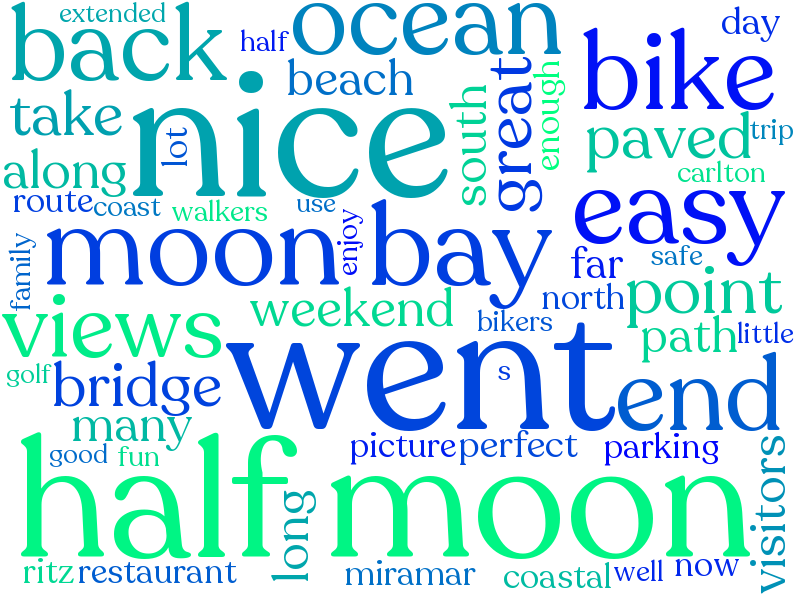 extended
back
half
ocean
day
bike
beach
take
nice
lot
south
great
enough
paved
trip
along
carlton
route
coast
walkers
use
easy
family
moon bay
enjoy
far
safe
views
weekend
north
point
bikers
path
little
golf
bridge
went
s
end
many
good
fun
picture
perfect
parking
visitors
half moon
long
ritz
restaurant
miramar
coastal
well
now